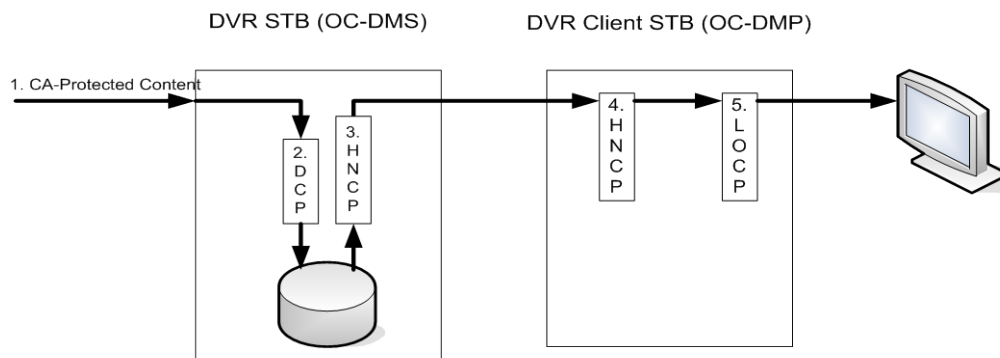 DVR STB (OC-DMS)
DVR Client STB (OC-DMP)
1. CA-Protected Content
2.
D
C
P
3.
H
N
C
P
4.
H
N
C
P
5.
L
O
C
P